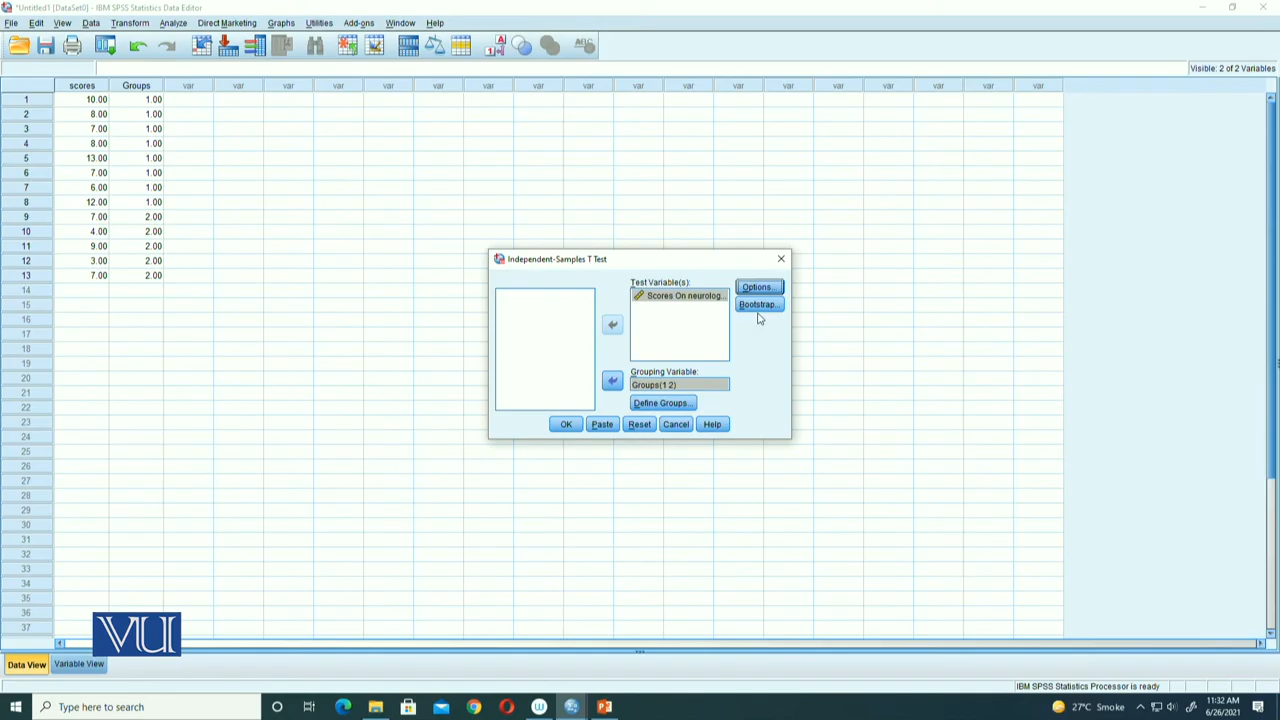 *Untitled1 [DataSet0] - IBM SPSS Statistics Data Editor
File Edit View Data Transform Analyze Direct Marketing Graphs Utilities Add-ons Window Help
Visible: 2 of 2 Variables
scores Groups var var var var var var var var var var var var var var var var var var
1 10.00 1.00
2 8.00 1.00
3 7.00 1.00
4 8.00 1.00
5 13.00 1.00
6 7.00 1.00
7 6.00 1.00
8 12.00 1.00
9 7.00 2.00
10 4.00 2.00
11 9.00 2.00
12 3.00 2.00
13 7.00 2.00
14
15
16
17
18
19
20
21
22
23
24
25
26
27
28
29
30
31
32
33
34
35
36
37
Independent-Samples T Test
Test Variable(s):
Scores On neurolog...
Options...
Bootstrap...
Grouping Variable:
Groups(1 2)
Define Groups...
OK Paste Reset Cancel Help
VU
Data View Variable View
IBM SPSS Statistics Processor is ready
Type here to search
27°C Smoke
11:32 AM
6/26/2021